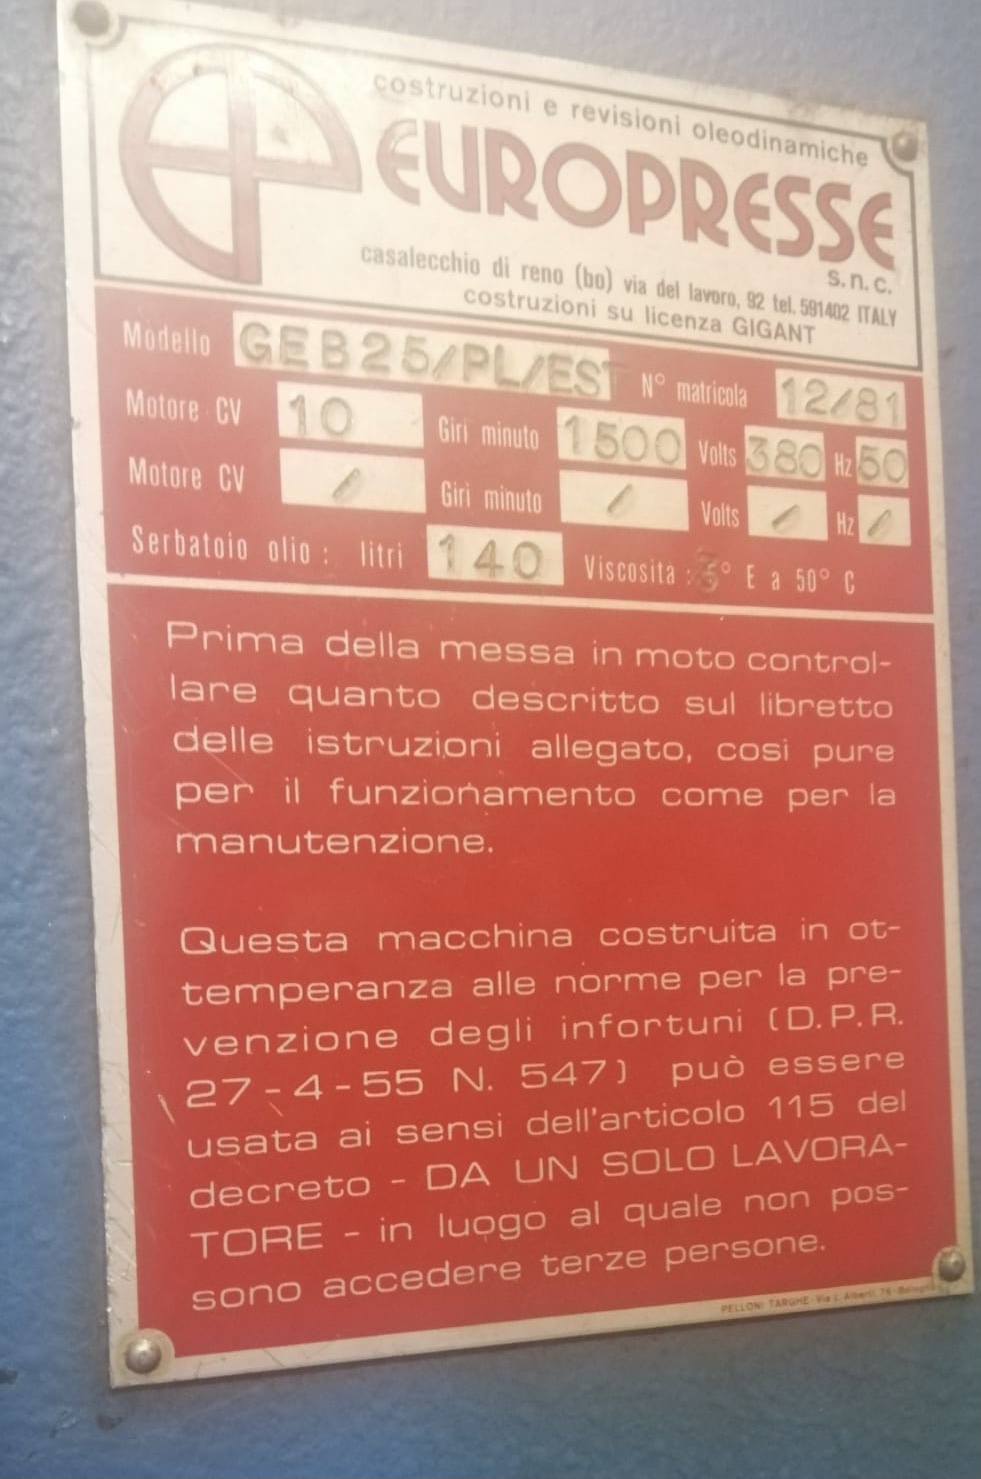 costruzioni e revisioni oleodinamiche
EUROPRESSE
s.n.c.
casalecchio di reno (bo) via del lavoro, 92 tel. 591402 ITALY
costruzioni su licenza GIGANT
Modello GEB25/PL/EST N° matricola 12/81
Motore CV 10 Giri minuto 1500 Volts 380 Hz 50
Motore CV / Giri minuto / Volts / Hz /
Serbatoio olio : litri 140 Viscosità : 3° E a 50° C
Prima della messa in moto control-
lare quanto descritto sul libretto
delle istruzioni allegato, così pure
per il funzionamento come per la
manutenzione.
Questa macchina costruita in ot-
temperanza alle norme per la pre-
venzione degli infortuni (D.P.R.
27-4-55 N. 547) può essere
usata ai sensi dell'articolo 115 del
decreto - DA UN SOLO LAVORA-
TORE - in luogo al quale non pos-
sono accedere terze persone.
PELLONI TARGHE - Via L. Alberti, 76 - Bologna